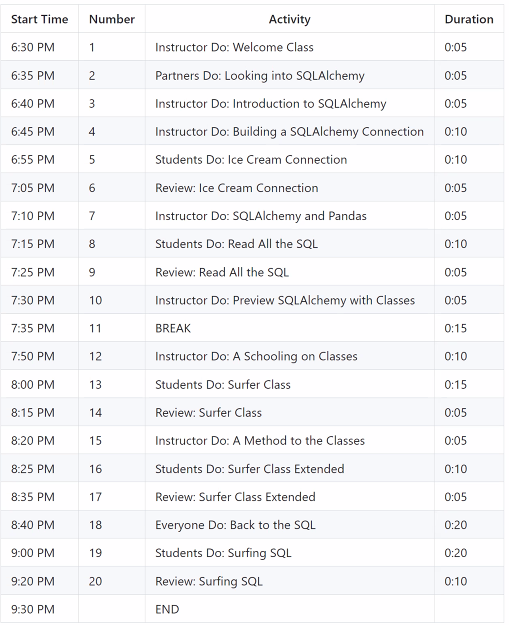 Start Time Number Activity Duration
6:30 PM 1 Instructor Do: Welcome Class 0:05
6:35 PM 2 Partners Do: Looking into SQLAlchemy 0:05
6:40 PM 3 Instructor Do: Introduction to SQLAlchemy 0:05
6:45 PM 4 Instructor Do: Building a SQLAlchemy Connection 0:10
6:55 PM 5 Students Do: Ice Cream Connection 0:10
7:05 PM 6 Review: Ice Cream Connection 0:05
7:10 PM 7 Instructor Do: SQLAlchemy and Pandas 0:05
7:15 PM 8 Students Do: Read All the SQL 0:10
7:25 PM 9 Review: Read All the SQL 0:05
7:30 PM 10 Instructor Do: Preview SQLAlchemy with Classes 0:05
7:35 PM 11 BREAK 0:15
7:50 PM 12 Instructor Do: A Schooling on Classes 0:10
8:00 PM 13 Students Do: Surfer Class 0:15
8:15 PM 14 Review: Surfer Class 0:05
8:20 PM 15 Instructor Do: A Method to the Classes 0:05
8:25 PM 16 Students Do: Surfer Class Extended 0:10
8:35 PM 17 Review: Surfer Class Extended 0:05
8:40 PM 18 Everyone Do: Back to the SQL 0:20
9:00 PM 19 Students Do: Surfing SQL 0:20
9:20 PM 20 Review: Surfing SQL 0:10
9:30 PM END